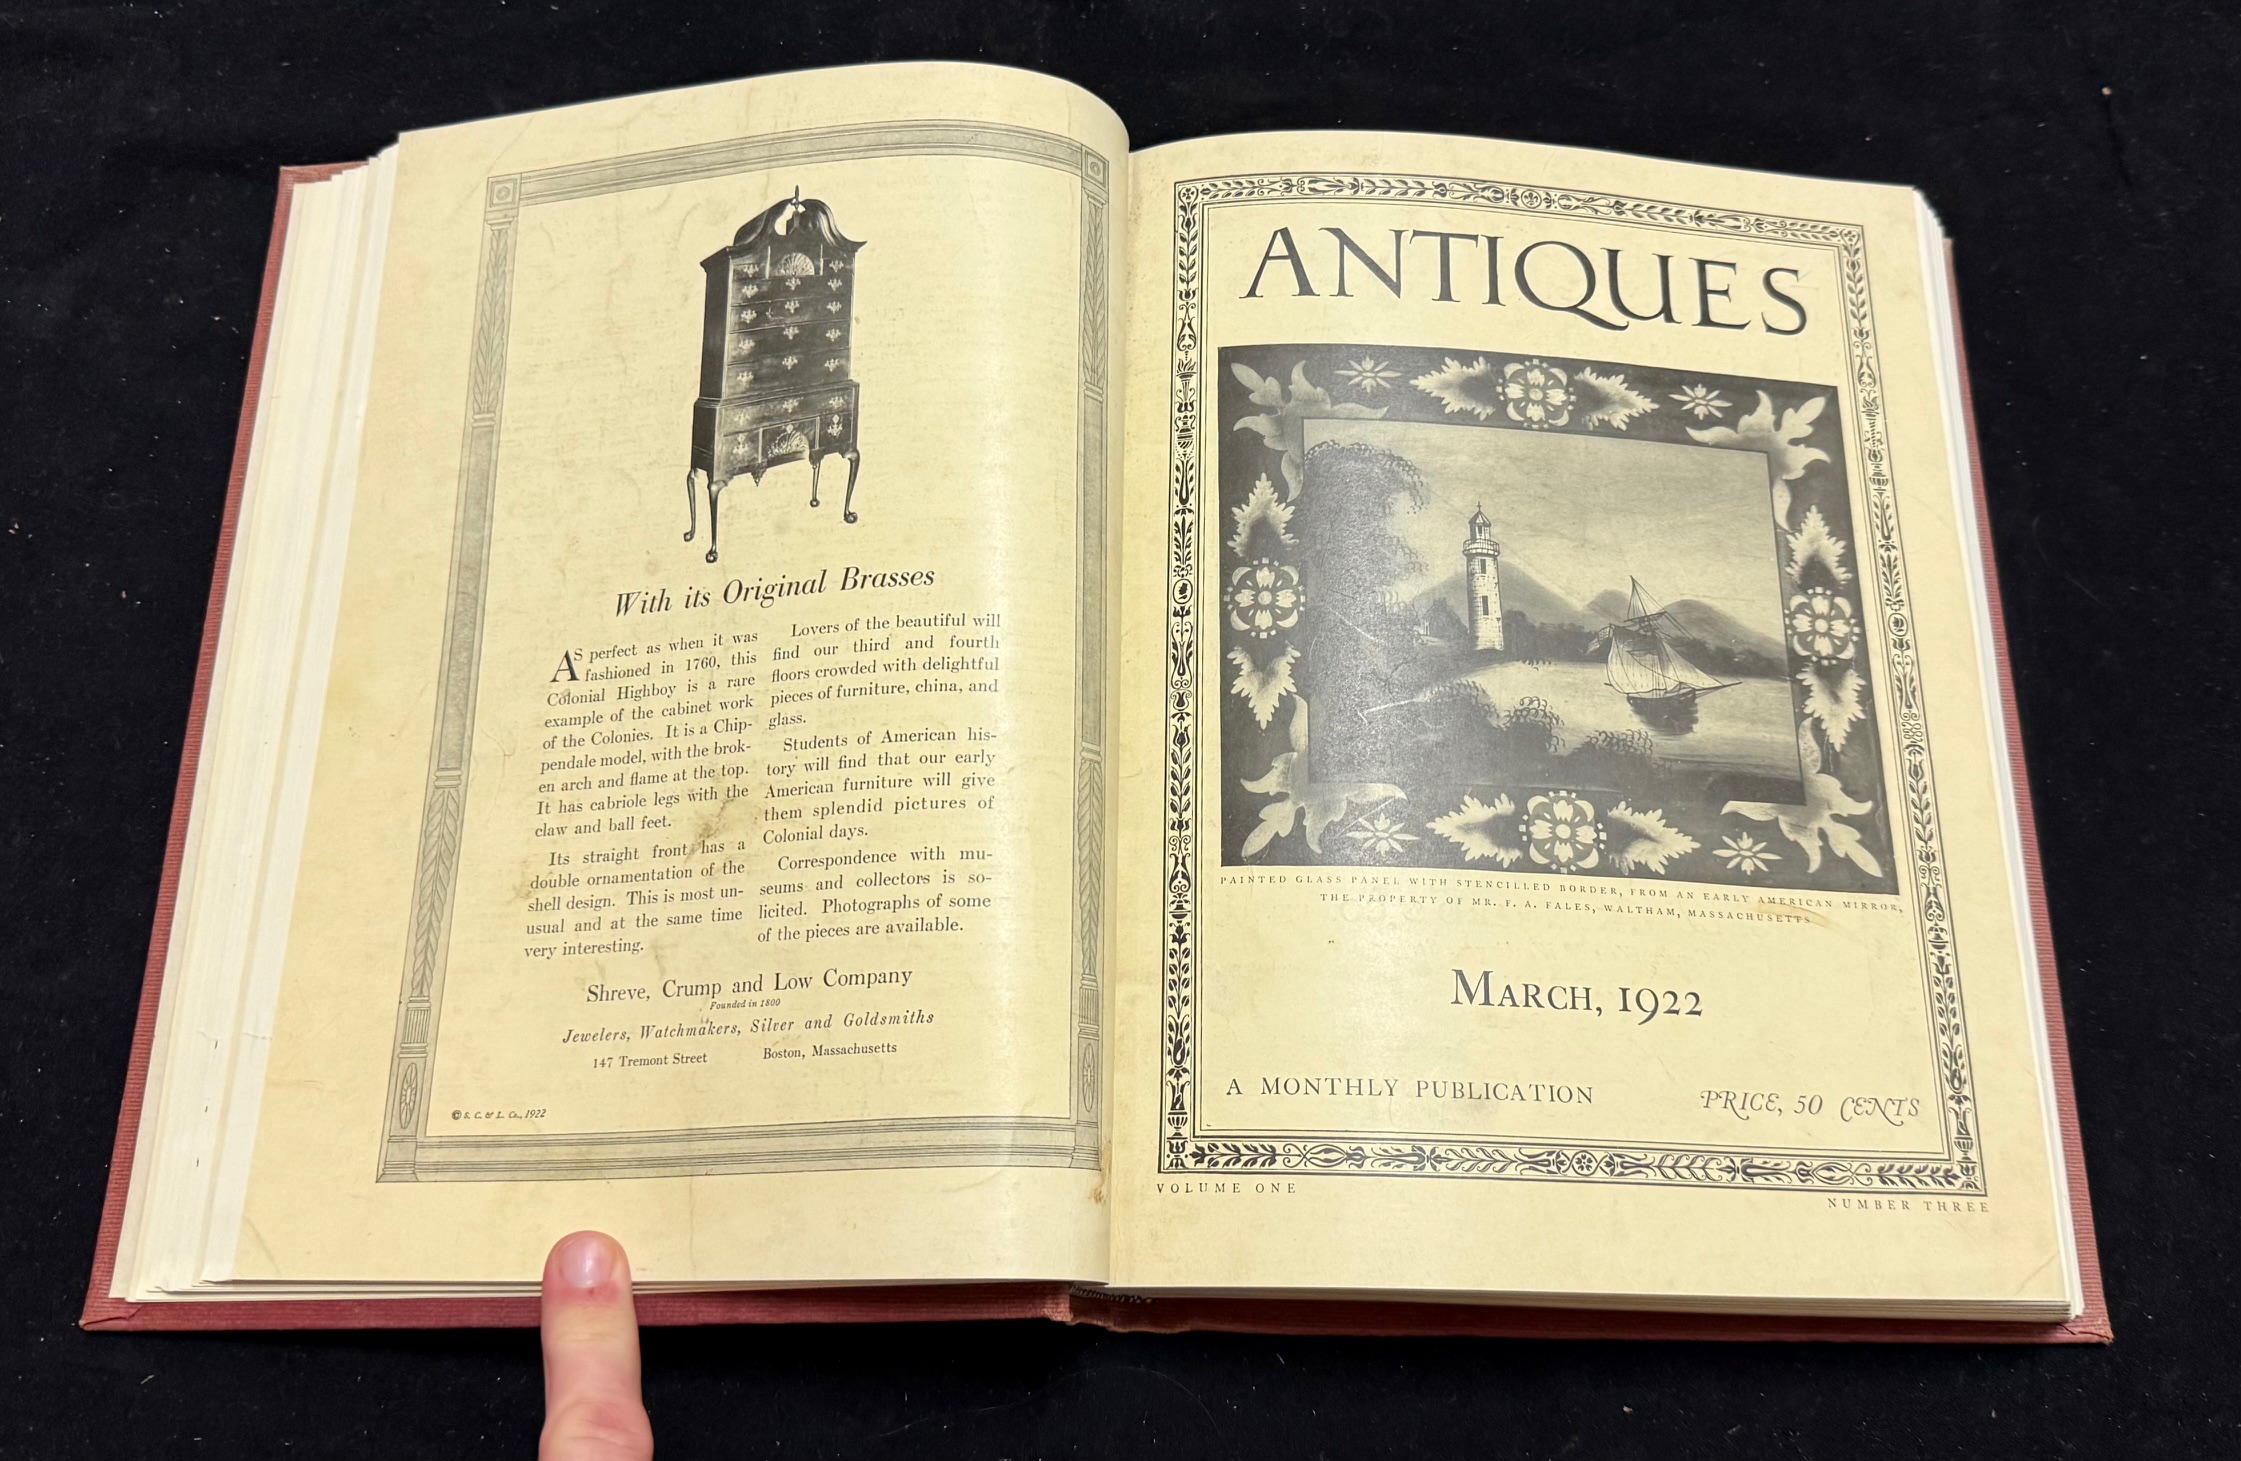 With its Original Brasses
AS perfect as when it was
fashioned in 1760, this
Colonial Highboy is a rare
example of the cabinet work
of the Colonies. It is a Chip-
pendale model, with the brok-
en arch and flame at the top.
It has cabriole legs with the
claw and ball feet.
Its straight front has a
double ornamentation of the
shell design. This is most un-
usual and at the same time
very interesting.
Lovers of the beautiful will
find our third and fourth
floors crowded with delightful
pieces of furniture, china, and
glass.
Students of American his-
tory will find that our early
American furniture will give
them splendid pictures of
Colonial days.
Correspondence with mu-
seums and collectors is so-
licited. Photographs of some
of the pieces are available.
Shreve, Crump and Low Company
Founded in 1800
Jewelers, Watchmakers, Silver and Goldsmiths
147 Tremont Street Boston, Massachusetts
© S. C. & L. Co., 1922
ANTIQUES
PAINTED GLASS PANEL WITH STENCILLED BORDER, FROM AN EARLY AMERICAN MIRROR,
THE PROPERTY OF MR. F. A. FALES, WALTHAM, MASSACHUSETTS
MARCH, 1922
A MONTHLY PUBLICATION PRICE, 50 CENTS
VOLUME ONE NUMBER THREE